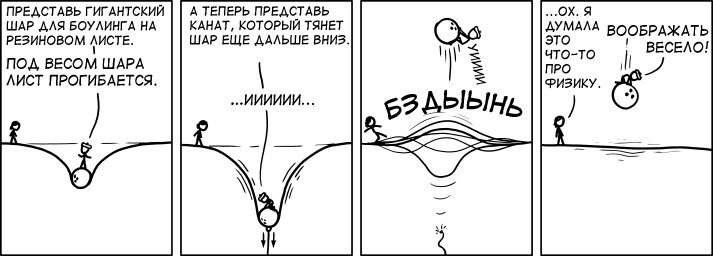 ПРЕДСТАВЬ ГИГАНТСКИЙ
ШАР ДЛЯ БОУЛИНГА НА
РЕЗИНОВОМ ЛИСТЕ.
ПОД ВЕСОМ ШАРА
ЛИСТ ПРОГИБАЕТСЯ.
А ТЕПЕРЬ ПРЕДСТАВЬ
КАНАТ, КОТОРЫЙ ТЯНЕТ
ШАР ЕЩЕ ДАЛЬШЕ ВНИЗ.
...ИИИИИИ...
БЗДЫЫНЬ
...ОХ. Я
ДУМАЛА
ЭТО
ЧТО-ТО
ПРО
ФИЗИКУ.
ВООБРАЖАТЬ
ВЕСЕЛО!